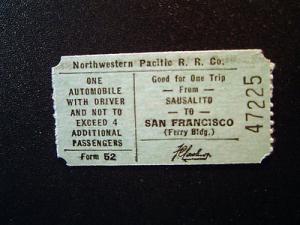 Northwestern Pacific R. R. Co.
ONE
AUTOMOBILE
WITH DRIVER
AND NOT TO
EXCEED 4
ADDITIONAL
PASSENGERS
Form 52
Good for One Trip
— From —
SAUSALITO
— TO —
SAN FRANCISCO
(Ferry Bldg.)
47225